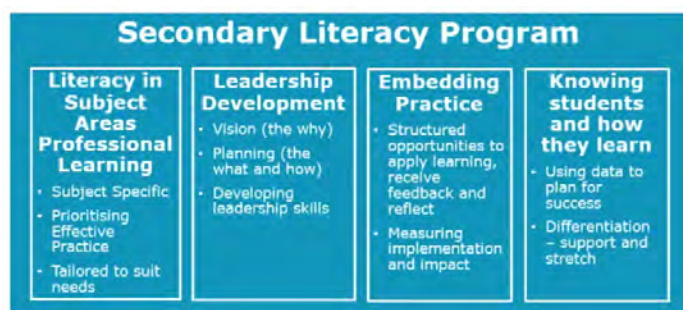 Secondary Literacy Program
Literacy in
Subject
Areas
Professional
Learning
• Subject Specific
• Prioritising
Effective
Practice
• Tailored to suit
needs
Leadership
Development
• Vision (the why)
• Planning (the
what and how)
• Developing
leadership skills
Embedding
Practice
• Structured
opportunities to
apply learning,
receive
feedback and
reflect
• Measuring
implementation
and impact
Knowing
students
and how
they learn
• Using data to
plan for
success
• Differentiation
– support and
stretch